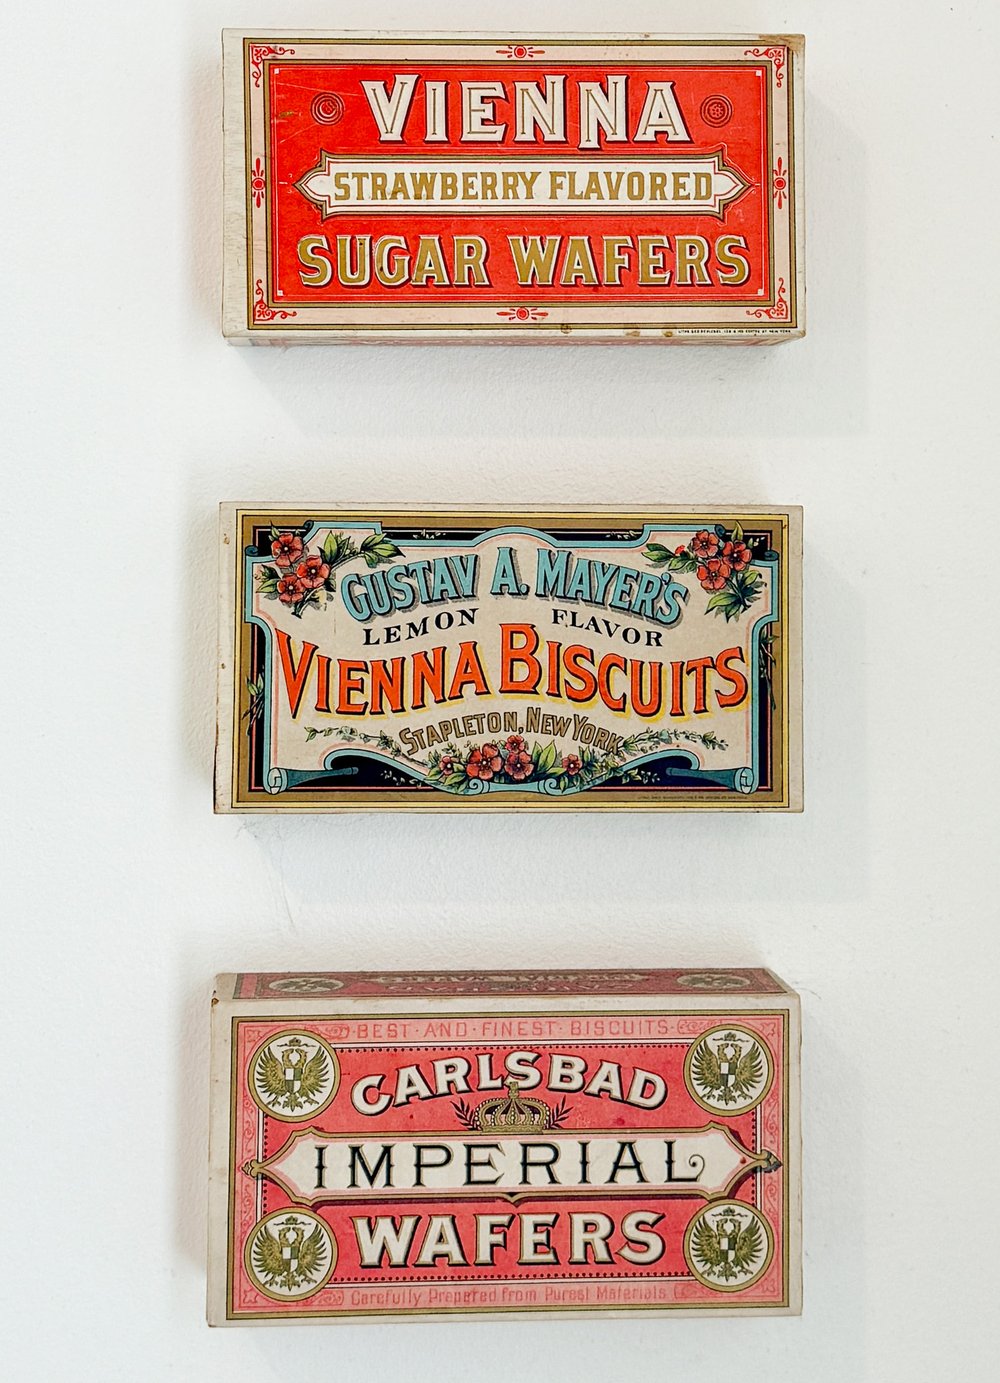 VIENNA
STRAWBERRY FLAVORED
SUGAR WAFERS
GUSTAV A. MAYER'S
LEMON FLAVOR
VIENNA BISCUITS
STAPLETON, NEW YORK
BEST · AND · FINEST · BISCUITS
CARLSBAD
IMPERIAL
WAFERS
Carefully Prepared from Purest Materials